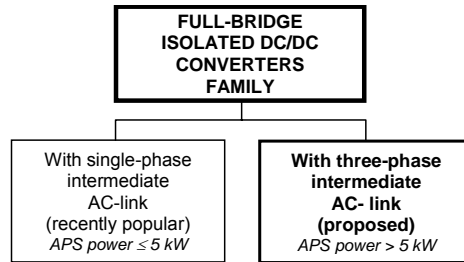 FULL-BRIDGE
ISOLATED DC/DC
CONVERTERS
FAMILY
With single-phase
intermediate
AC-link
(recently popular)
APS power ≤ 5 kW
With three-phase
intermediate
AC- link
(proposed)
APS power > 5 kW